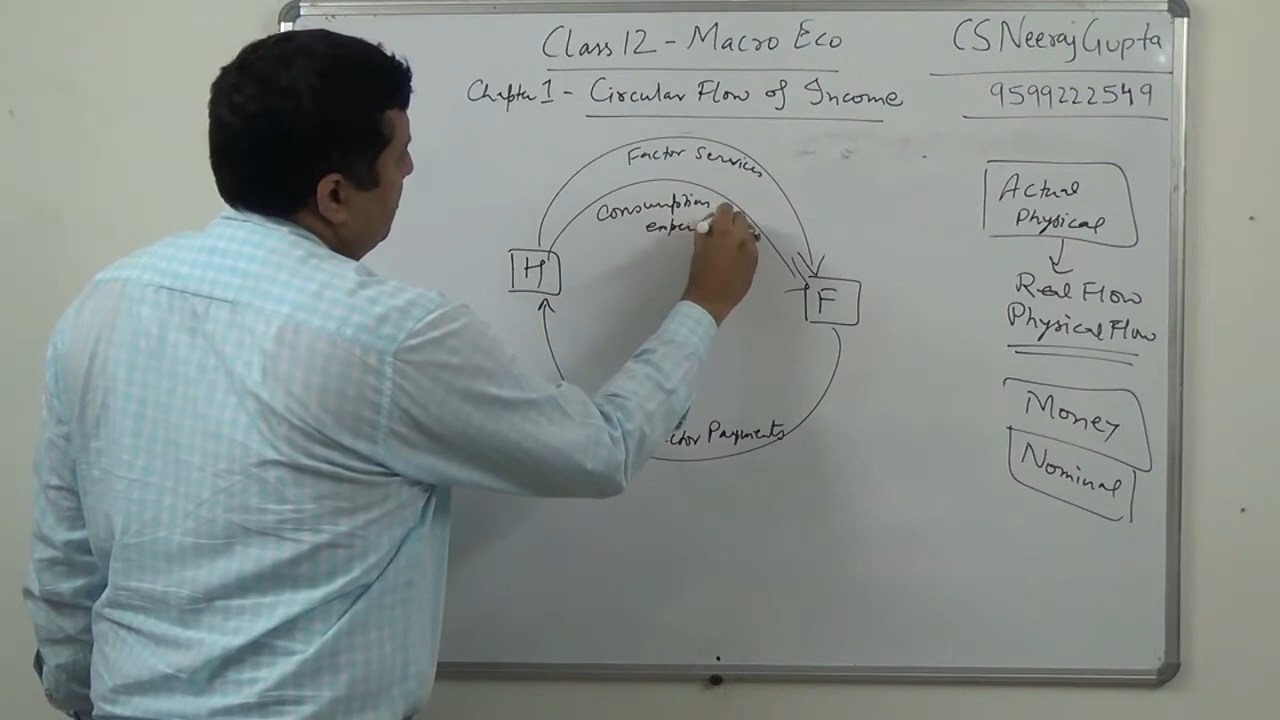 Class 12 - Macro Eco
CS Neeraj Gupta
Chapter 1 - Circular Flow of Income
9599222549
Factor Services
Consumption
H
F
Payments
Actual
Physical
Real Flow
Physical Flow
Money
Nominal